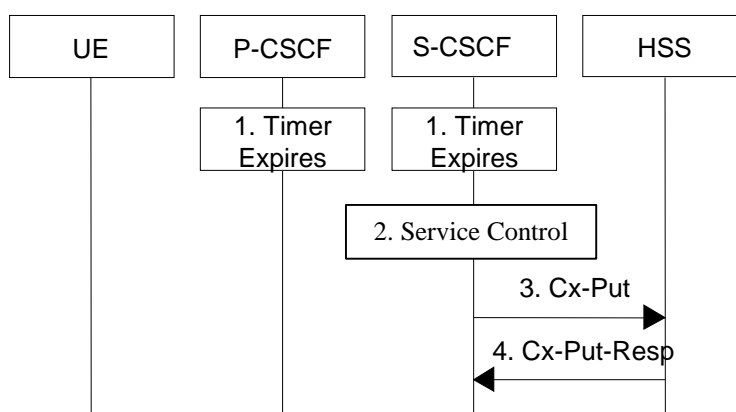 UE
P-CSCF
S-CSCF
HSS
1. Timer
Expires
1. Timer
Expires
2. Service Control
3. Cx-Put
4. Cx-Put-Resp